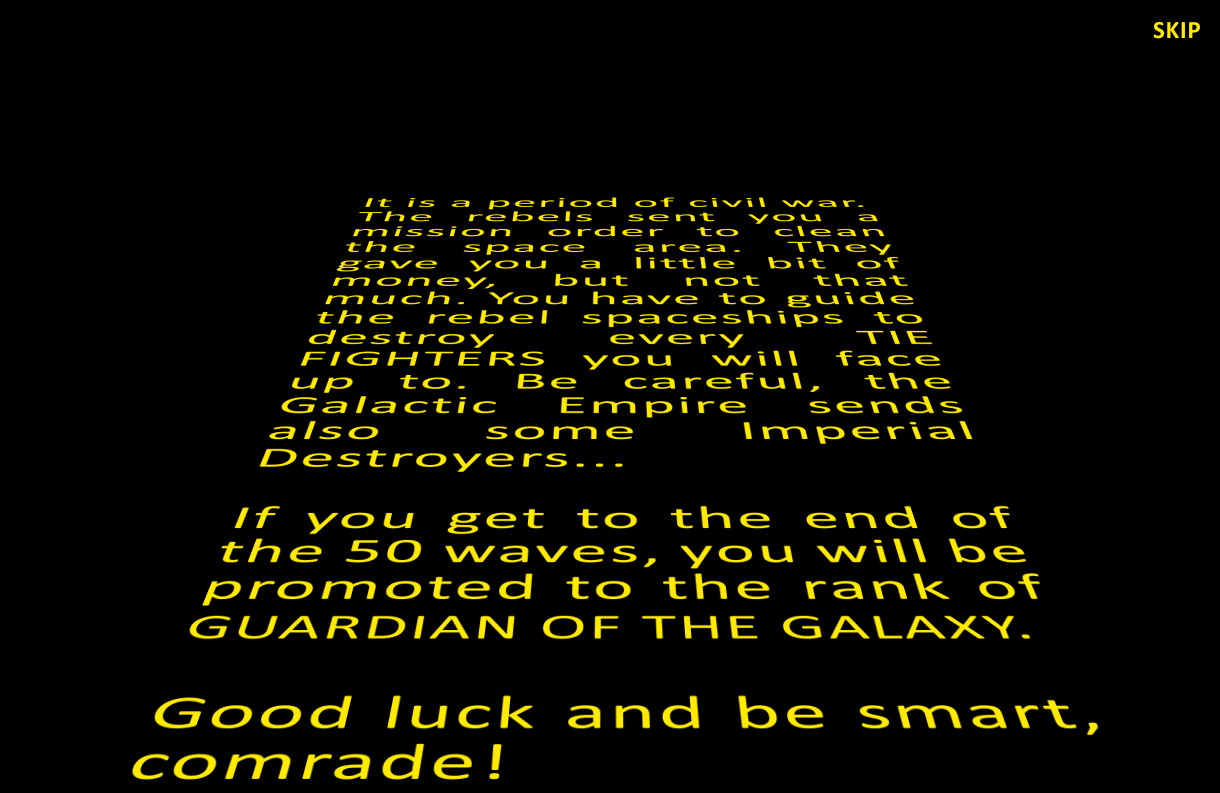 SKIP
It is a period of civil war.
The rebels sent you a
mission order to clean
the space area. They
gave you a little bit of
money, but not that
much. You have to guide
the rebel spaceships to
destroy every TIE
FIGHTERS you will face
up to. Be careful, the
Galactic Empire sends
also some Imperial
Destroyers...
If you get to the end of
the 50 waves, you will be
promoted to the rank of
GUARDIAN OF THE GALAXY.
Good luck and be smart,
comrade!